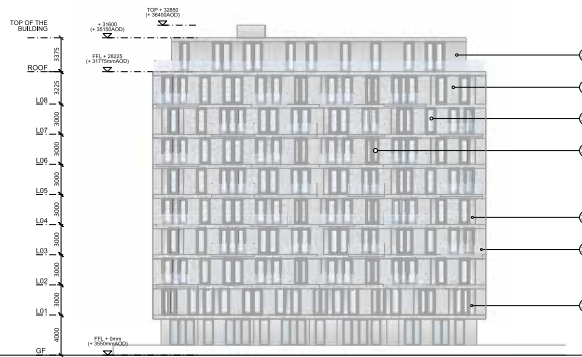 TOP OF THE
BUILDING
TOP + 32850
(+ 36400AOD)
+ 31600
(+ 35150AOD)
3375
FFL + 28225
(+ 31775mmAOD)
ROOF
3225
L08
3000
L07
3000
L06
3000
L05
3000
L04
3000
L03
3000
L02
3000
L01
4000
FFL + 0mm
(+ 3550mmAOD)
GF